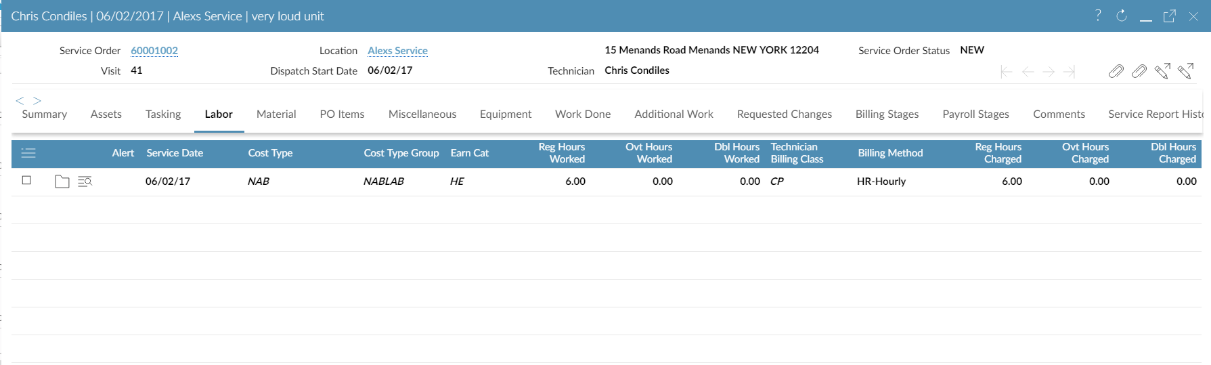 Chris Condiles | 06/02/2017 | Alexs Service | very loud unit ?
Service Order 60001002 Location Alexs Service 15 Menands Road Menands NEW YORK 12204 Service Order Status NEW
Visit 41 Dispatch Start Date 06/02/17 Technician Chris Condiles
< >
Summary Assets Tasking Labor Material PO Items Miscellaneous Equipment Work Done Additional Work Requested Changes Billing Stages Payroll Stages Comments Service Report Histo
Alert Service Date Cost Type Cost Type Group Earn Cat Reg Hours Worked Ovt Hours Worked Dbl Hours Worked Technician Billing Class Billing Method Reg Hours Charged Ovt Hours Charged Dbl Hours Charged
06/02/17 NAB NABLAB HE 6.00 0.00 0.00 CP HR-Hourly 6.00 0.00 0.00